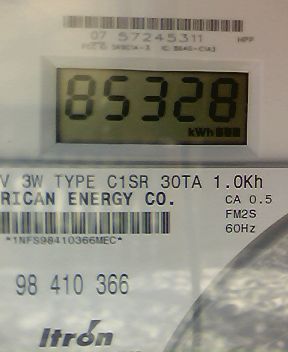 07 57245311
HPP
85328
kWh
V 3W TYPE C1SR 30TA 1.0Kh
RICAN ENERGY CO.
CA 0.5
FM2S
60Hz
*1NFS98410366MEC*
98 410 366
Itron